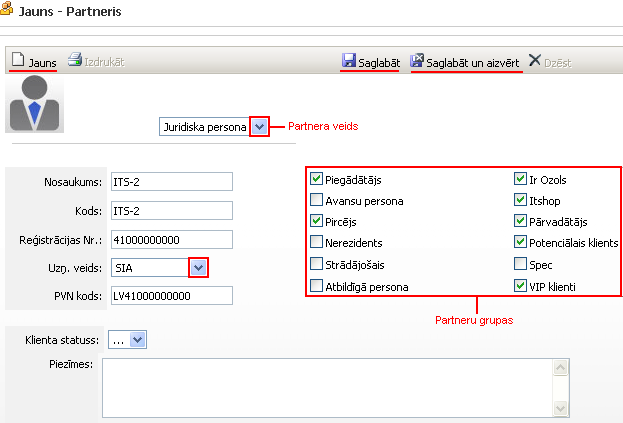 Jauns - Partneris
Jauns Izdrukāt Saglabāt Saglabāt un aizvērt Dzēst
Juridiska persona Partnera veids
Nosaukums: ITS-2
Kods: ITS-2
Reģistrācijas Nr.: 41000000000
Uzņ. veids: SIA
PVN kods: LV41000000000
Piegādātājs Ir Ozols
Avansu persona Itshop
Pircējs Pārvadātājs
Nerezidents Potenciālais klients
Strādājošais Spec
Atbildīgā persona VIP klienti
Partneru grupas
Klienta statuss: ...
Piezīmes: